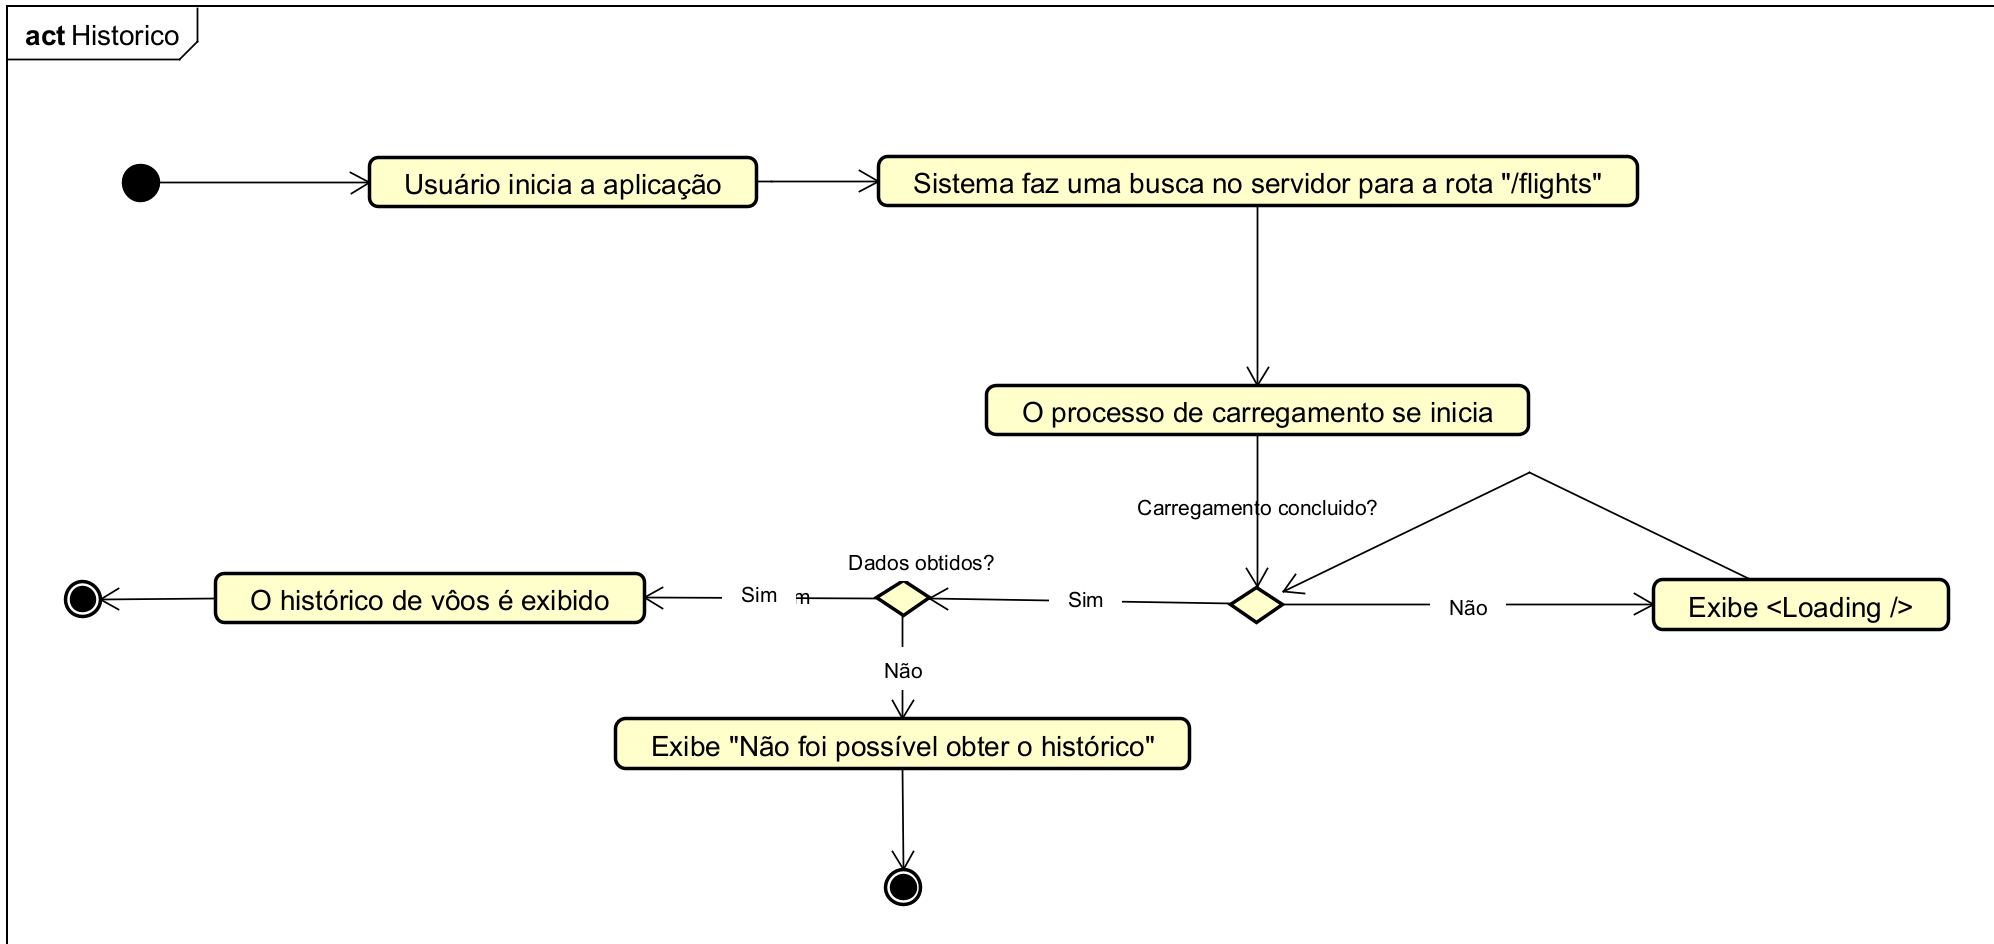 act Historico
Usuário inicia a aplicação
Sistema faz uma busca no servidor para a rota "/flights"
O processo de carregamento se inicia
Carregamento concluido?
Dados obtidos?
O histórico de vôos é exibido
Sim
Sim
Não
Exibe <Loading />
Não
Exibe "Não foi possível obter o histórico"